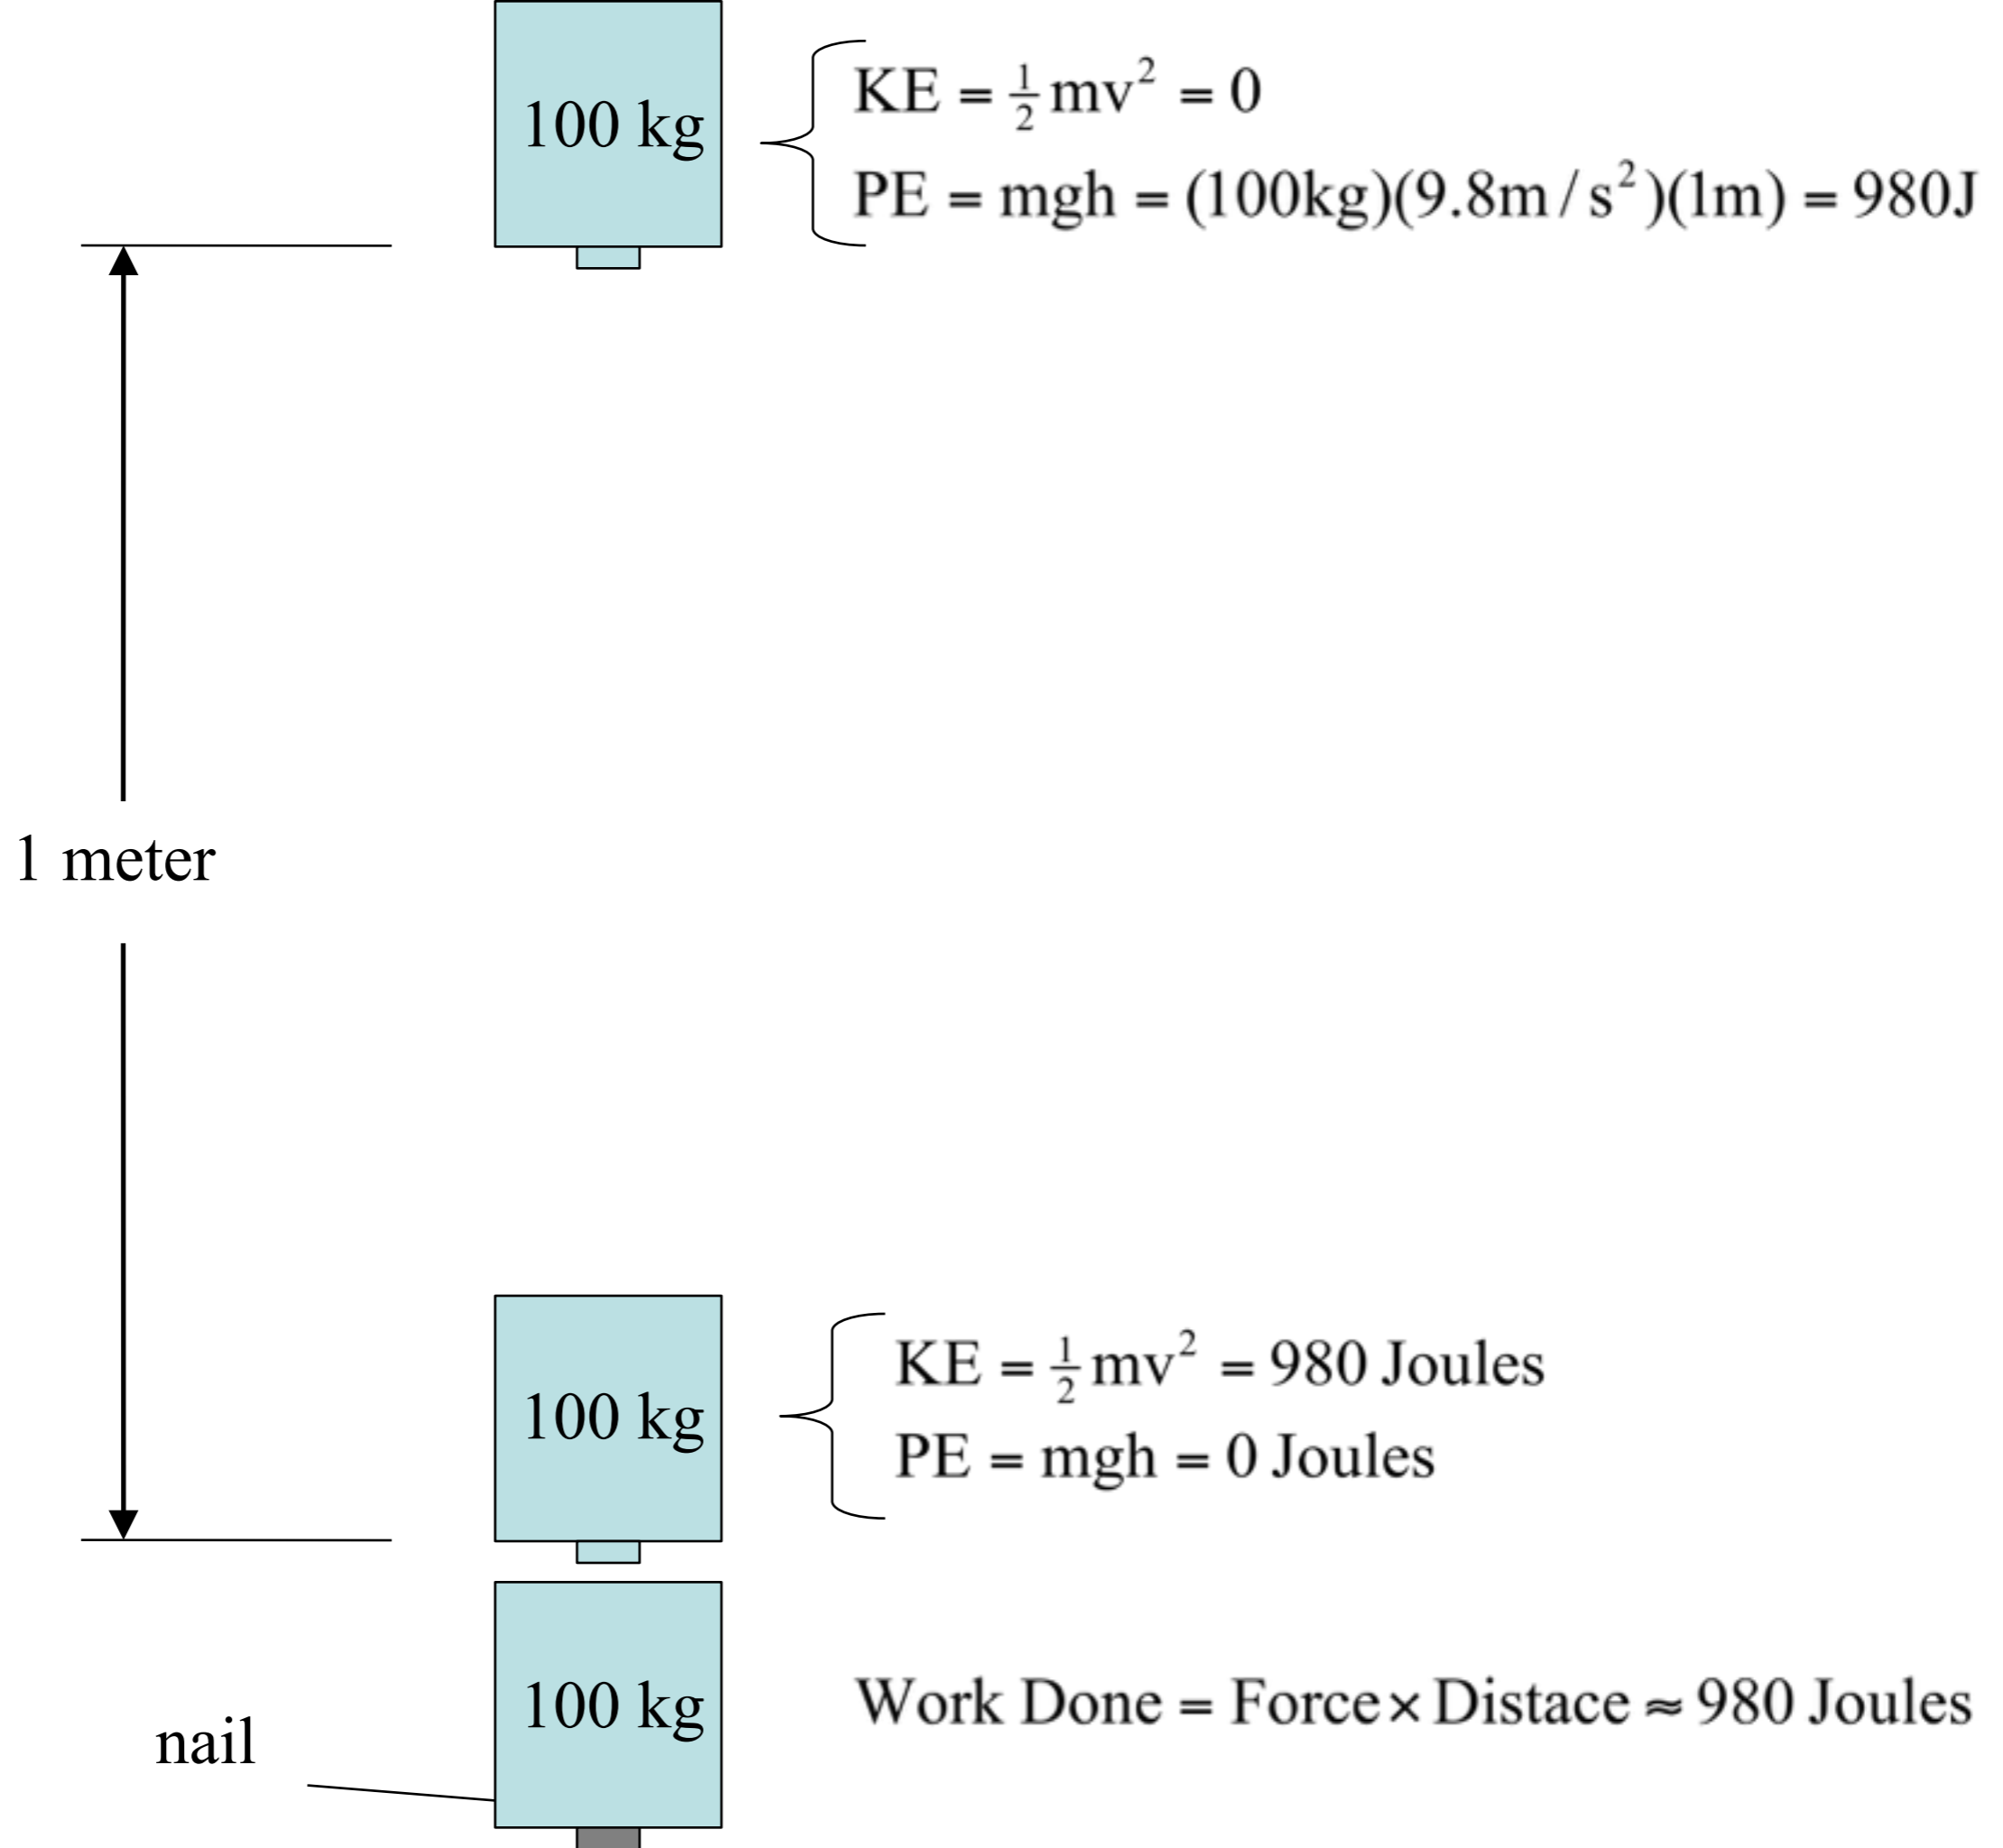 100 kg
KE = ½ mv² = 0
PE = mgh = (100kg)(9.8m / s²)(1m) = 980J
1 meter
100 kg
KE = ½ mv² = 980 Joules
PE = mgh = 0 Joules
100 kg
Work Done = Force × Distace ≈ 980 Joules
nail